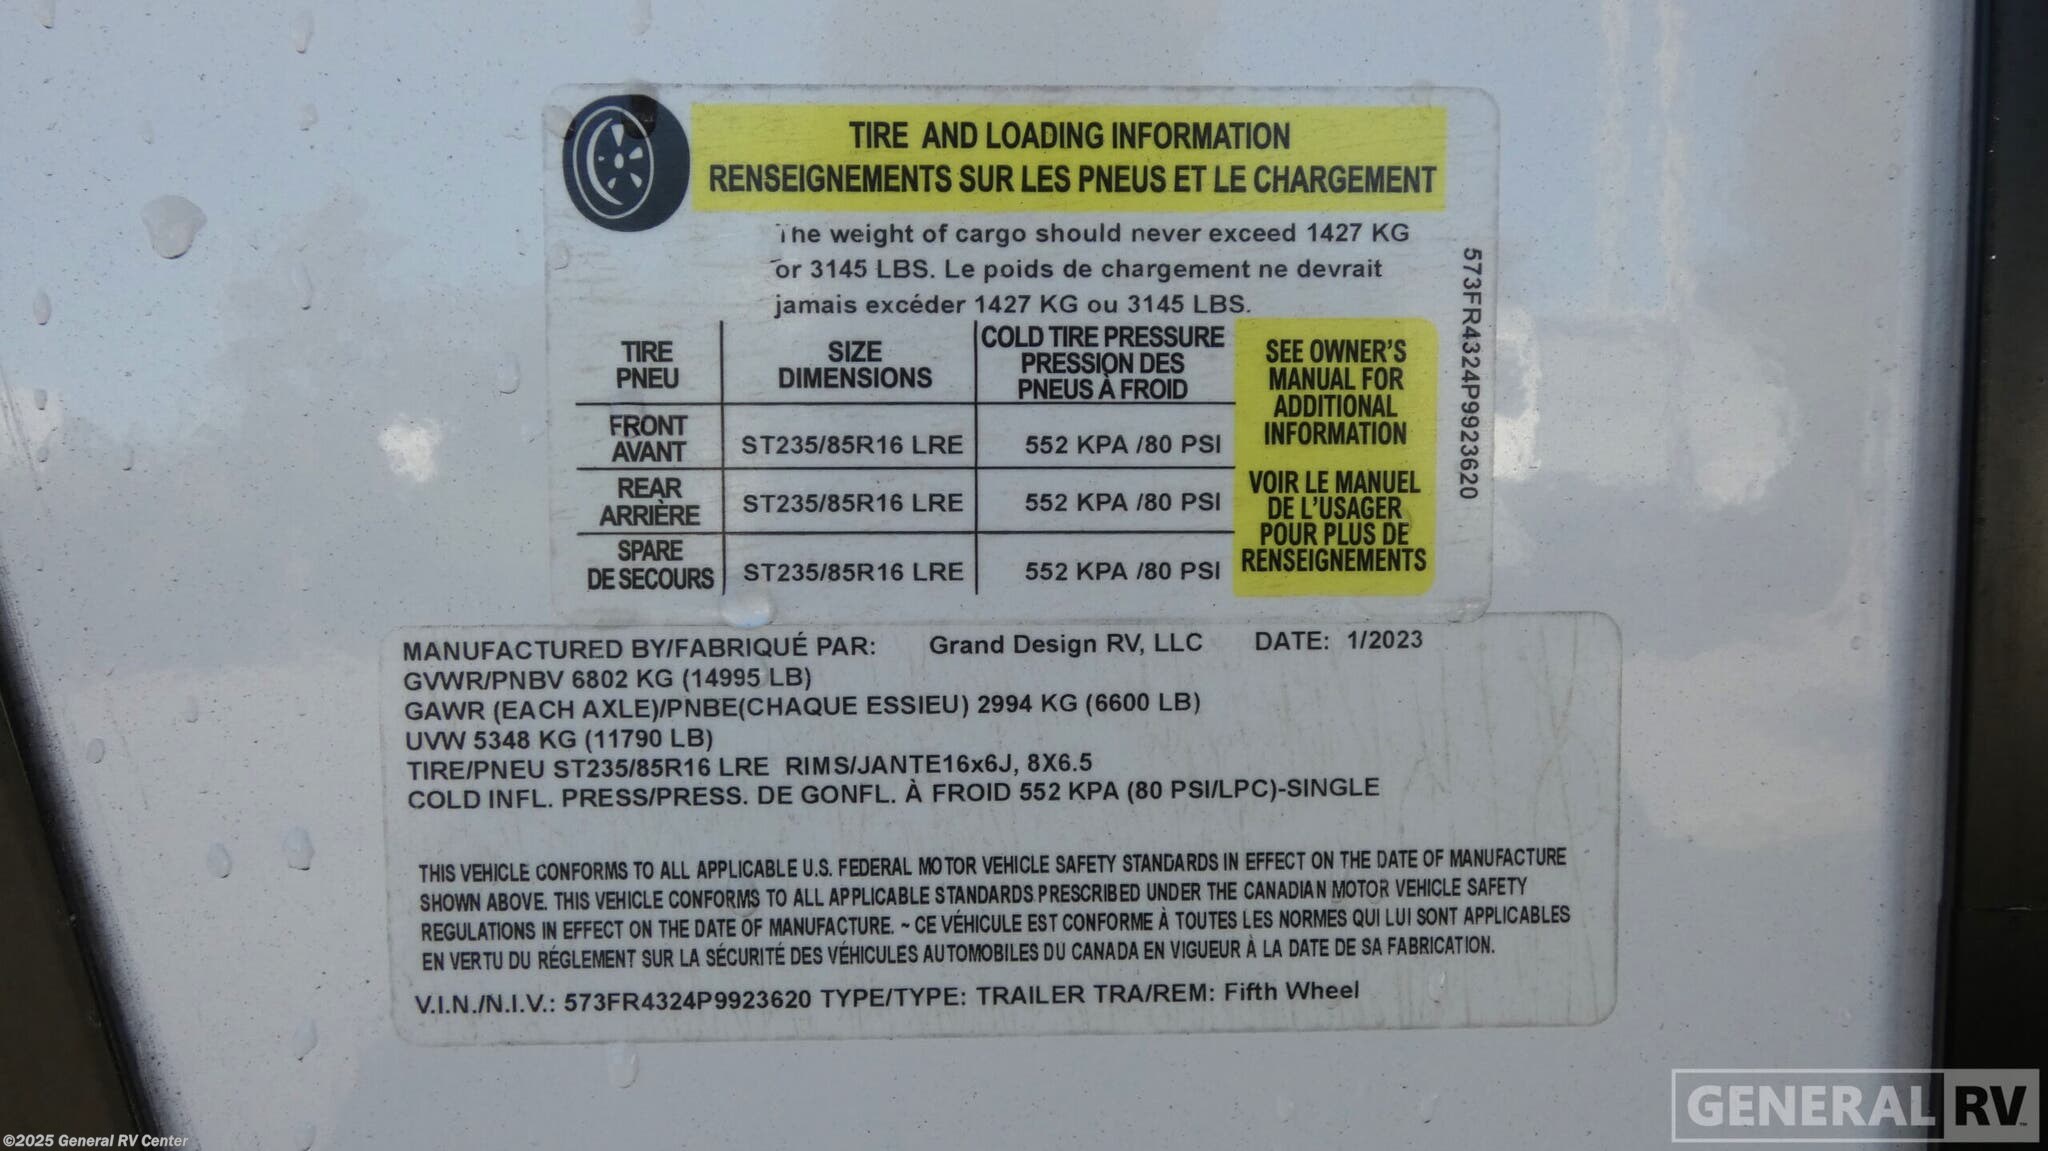 TIRE AND LOADING INFORMATION
RENSEIGNEMENTS SUR LES PNEUS ET LE CHARGEMENT
The weight of cargo should never exceed 1427 KG
or 3145 LBS. Le poids de chargement ne devrait
jamais excéder 1427 KG ou 3145 LBS.
TIRE
PNEU
SIZE
DIMENSIONS
COLD TIRE PRESSURE
PRESSION DES
PNEUS À FROID
FRONT
AVANT
ST235/85R16 LRE
552 KPA /80 PSI
REAR
ARRIÈRE
ST235/85R16 LRE
552 KPA /80 PSI
SPARE
DE SECOURS
ST235/85R16 LRE
552 KPA /80 PSI
SEE OWNER'S
MANUAL FOR
ADDITIONAL
INFORMATION
VOIR LE MANUEL
DE L'USAGER
POUR PLUS DE
RENSEIGNEMENTS
573FR4324P9923620
MANUFACTURED BY/FABRIQUÉ PAR: Grand Design RV, LLC DATE: 1/2023
GVWR/PNBV 6802 KG (14995 LB)
GAWR (EACH AXLE)/PNBE(CHAQUE ESSIEU) 2994 KG (6600 LB)
UVW 5348 KG (11790 LB)
TIRE/PNEU ST235/85R16 LRE RIMS/JANTE16x6J, 8X6.5
COLD INFL. PRESS/PRESS. DE GONFL. À FROID 552 KPA (80 PSI/LPC)-SINGLE
THIS VEHICLE CONFORMS TO ALL APPLICABLE U.S. FEDERAL MOTOR VEHICLE SAFETY STANDARDS IN EFFECT ON THE DATE OF MANUFACTURE
SHOWN ABOVE. THIS VEHICLE CONFORMS TO ALL APPLICABLE STANDARDS PRESCRIBED UNDER THE CANADIAN MOTOR VEHICLE SAFETY
REGULATIONS IN EFFECT ON THE DATE OF MANUFACTURE. ~ CE VÉHICULE EST CONFORME À TOUTES LES NORMES QUI LUI SONT APPLICABLES
EN VERTU DU RÉGLEMENT SUR LA SÉCURITÉ DES VÉHICULES AUTOMOBILES DU CANADA EN VIGUEUR À LA DATE DE SA FABRICATION.
V.I.N./N.I.V.: 573FR4324P9923620 TYPE/TYPE: TRAILER TRA/REM: Fifth Wheel
GENERAL RV
©2025 General RV Center